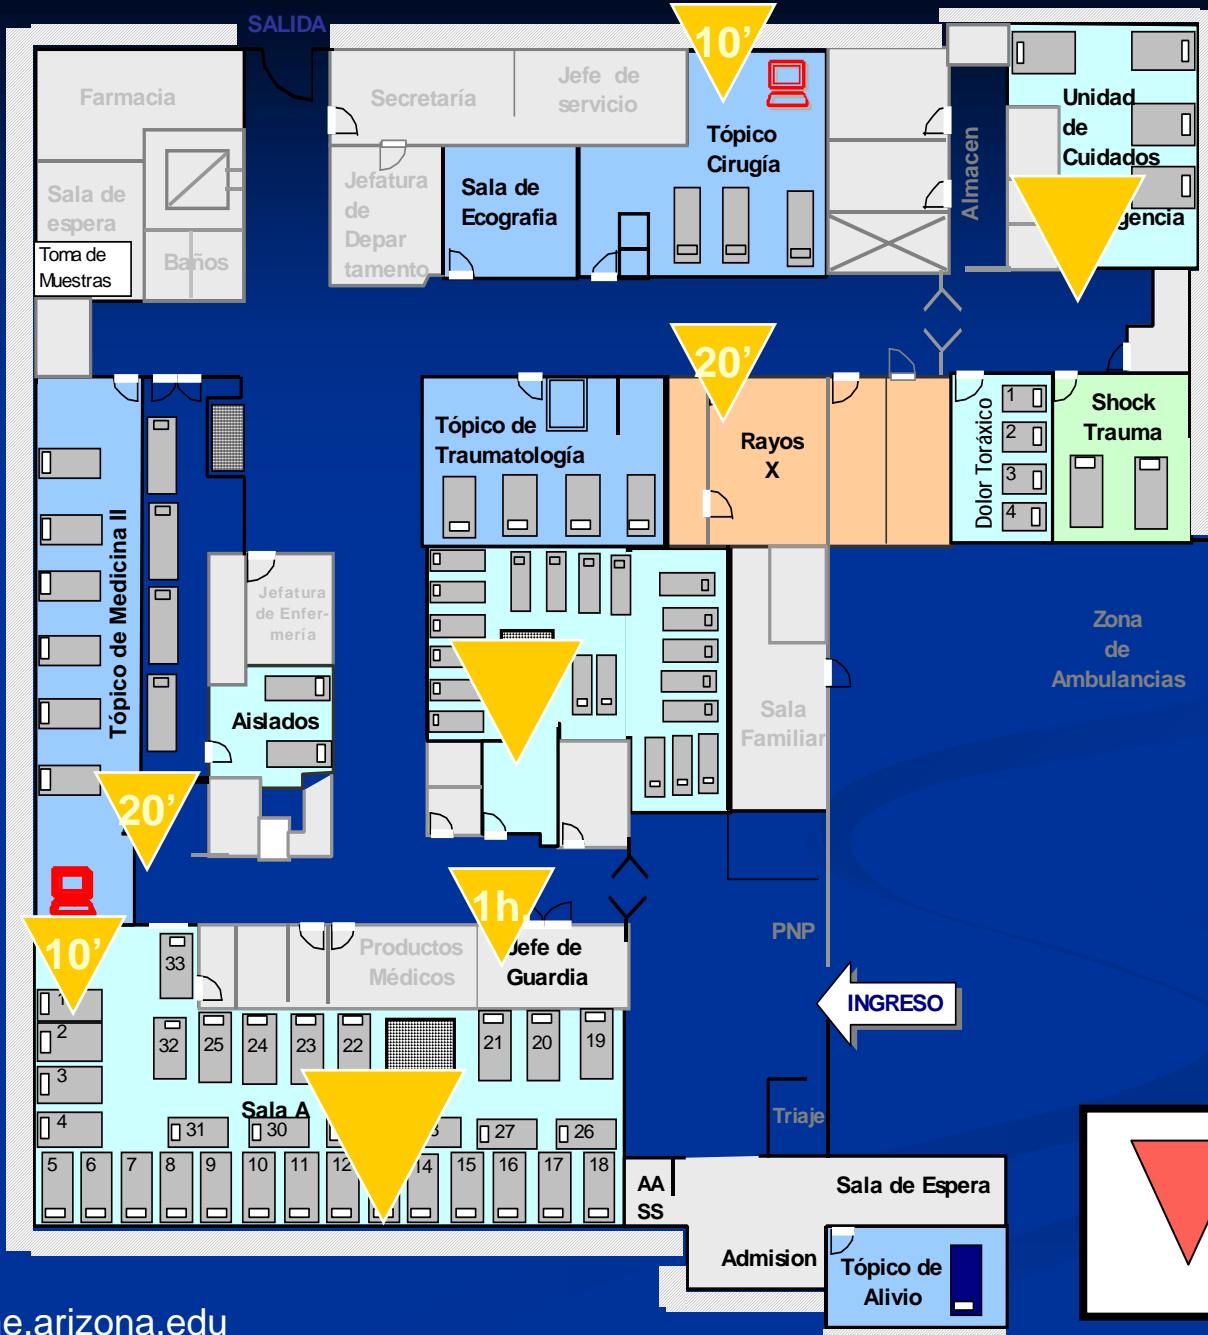 SALIDA
10’
Farmacia
Secretaría
Jefe de
servicio
Tópico
Cirugía
Unidad
de
Cuidados
gencia
Almacen
Sala de
espera
Jefatura
de
Depar
tamento
Sala de
Ecografia
Toma de
Muestras
Baños
20’
Tópico de
Traumatología
Rayos
X
Dolor Toráxico
1
2
3
4
Shock
Trauma
Tópico de Medicina II
Jefatura
de Enfer-
mería
Aislados
Zona
de
Ambulancias
Sala
Familiar
20’
1h.
10’
Productos
Médicos
Jefe de
Guardia
PNP
INGRESO
33
1
2
3
4
32
25
24
23
22
21
20
19
Sala A
31
30
27
26
5
6
7
8
9
10
11
12
14
15
16
17
18
Triaje
AA
SS
Sala de Espera
Admision
Tópico de
Alivio
ne.arizona.edu